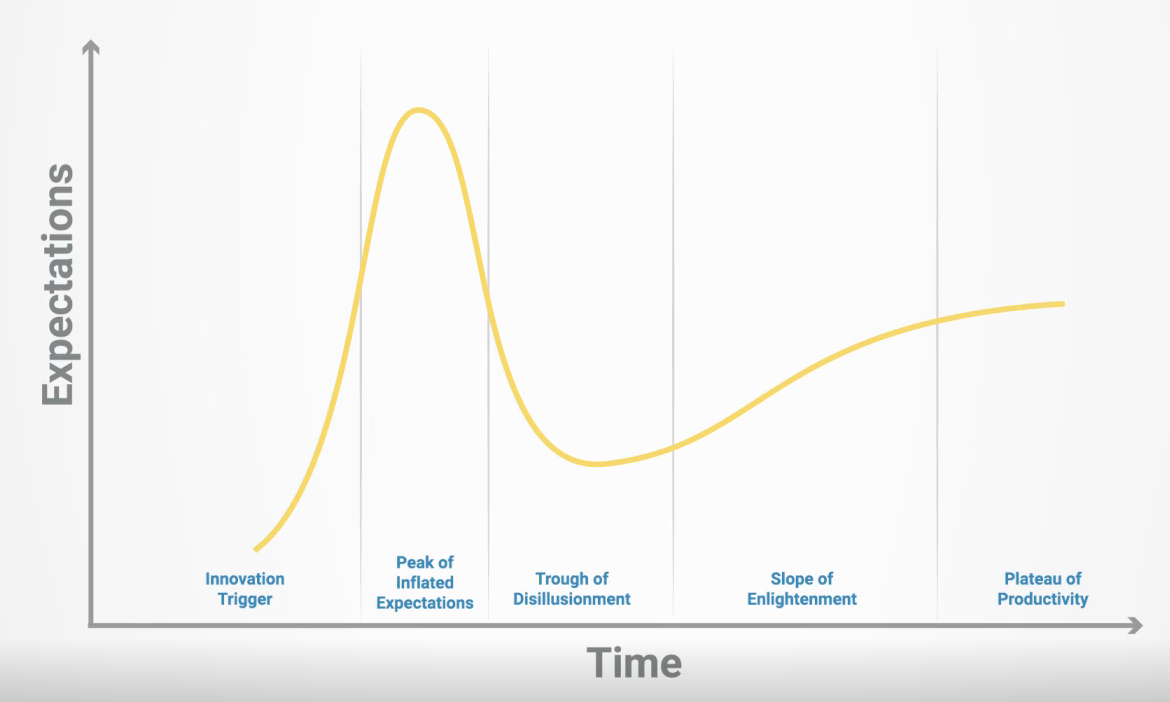 Expectations
Innovation
Trigger
Peak of
Inflated
Expectations
Trough of
Disillusionment
Slope of
Enlightenment
Plateau of
Productivity
Time